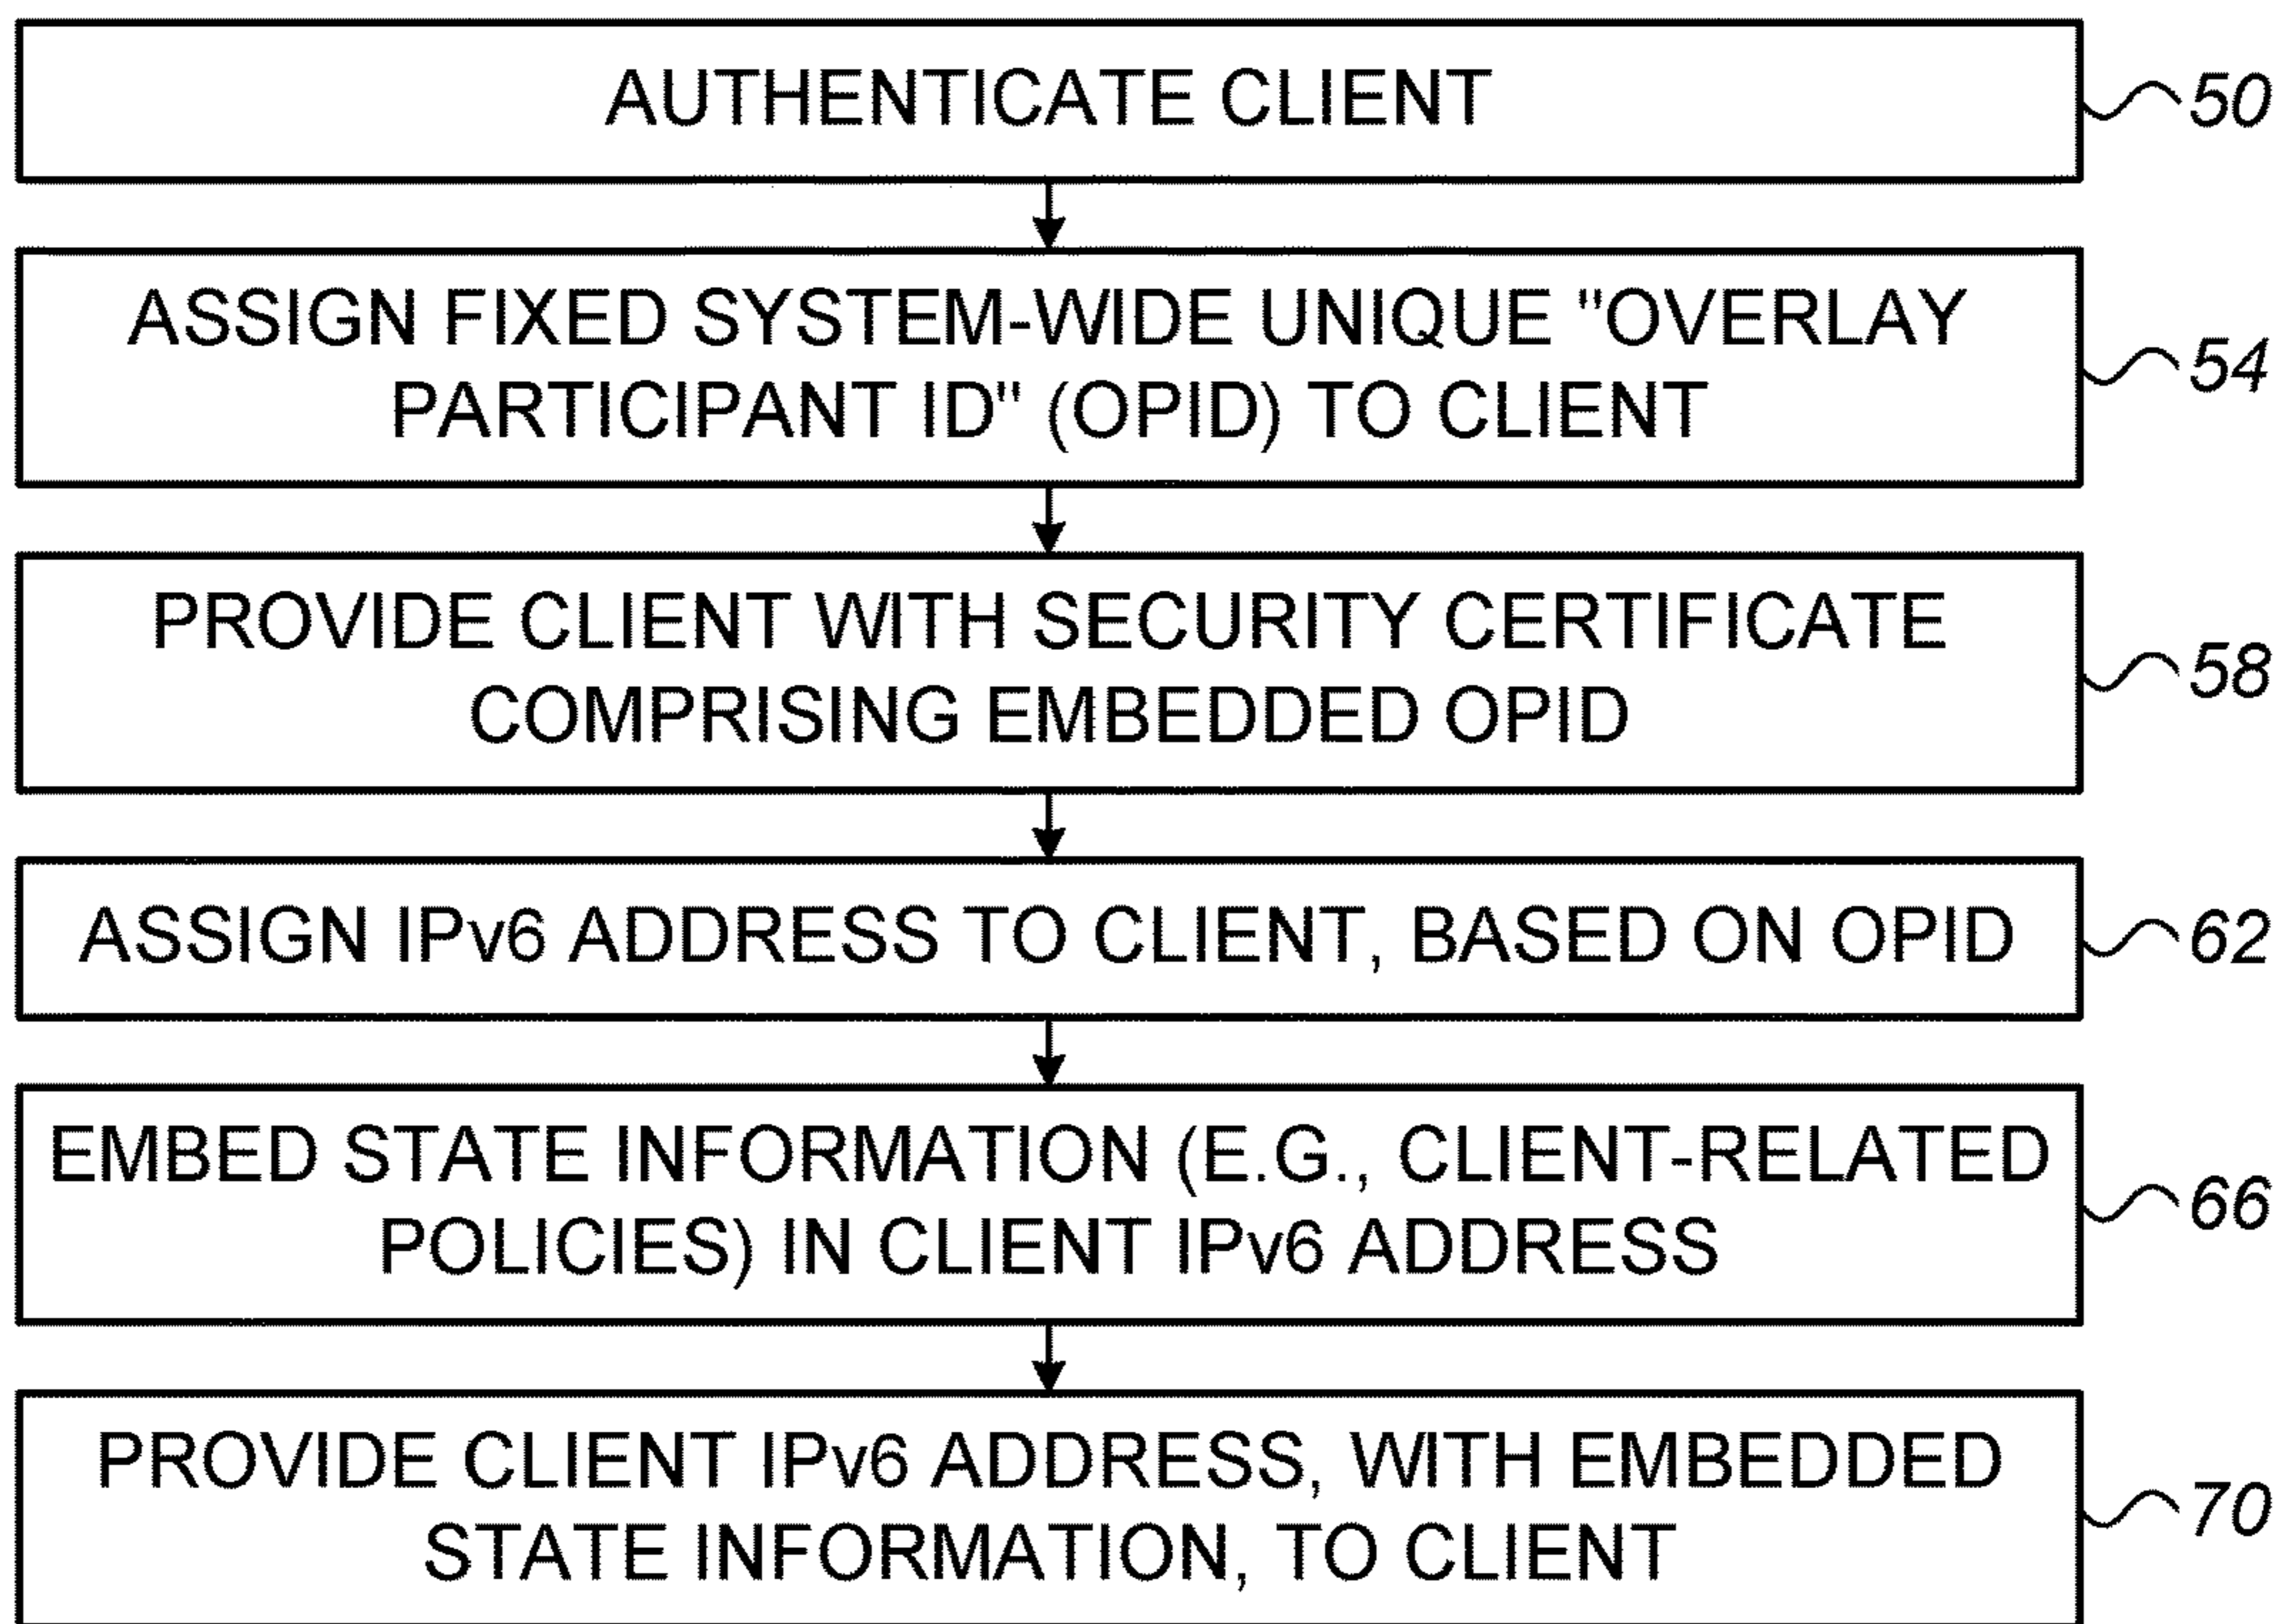 AUTHENTICATE CLIENT
50
ASSIGN FIXED SYSTEM-WIDE UNIQUE "OVERLAY
PARTICIPANT ID" (OPID) TO CLIENT
54
PROVIDE CLIENT WITH SECURITY CERTIFICATE
COMPRISING EMBEDDED OPID
58
ASSIGN IPv6 ADDRESS TO CLIENT, BASED ON OPID
62
EMBED STATE INFORMATION (E.G., CLIENT-RELATED
POLICIES) IN CLIENT IPv6 ADDRESS
66
PROVIDE CLIENT IPv6 ADDRESS, WITH EMBEDDED
STATE INFORMATION, TO CLIENT
70